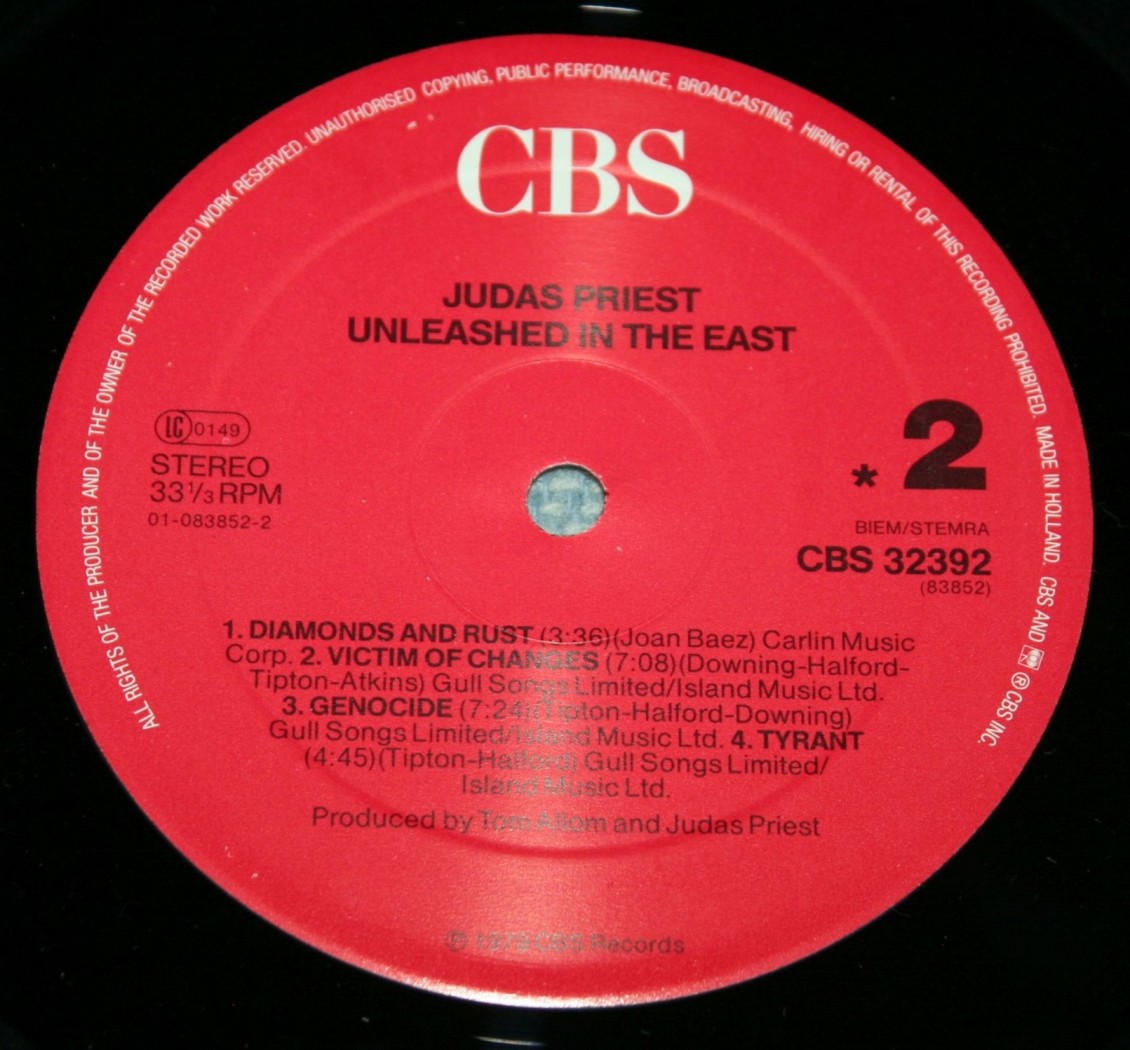 ALL RIGHTS OF THE PRODUCER AND OF THE OWNER OF THE RECORDED WORK RESERVED. UNAUTHORISED COPYING, PUBLIC PERFORMANCE, BROADCASTING, HIRING OR RENTAL OF THIS RECORDING PROHIBITED. MADE IN HOLLAND. CBS AND ℗ CBS INC.
CBS
JUDAS PRIEST
UNLEASHED IN THE EAST
LC 0149
STEREO
33 1/3 RPM
01-083852-2
* 2
BIEM/STEMRA
CBS 32392
(83852)
1. DIAMONDS AND RUST (3:36)(Joan Baez) Carlin Music
Corp. 2. VICTIM OF CHANGES (7:08)(Downing-Halford-
Tipton-Atkins) Gull Songs Limited/Island Music Ltd.
3. GENOCIDE (7:24)(Tipton-Halford-Downing)
Gull Songs Limited/Island Music Ltd. 4. TYRANT
(4:45)(Tipton-Halford) Gull Songs Limited/
Island Music Ltd.
Produced by Tom Allom and Judas Priest
℗ 1979 CBS Records